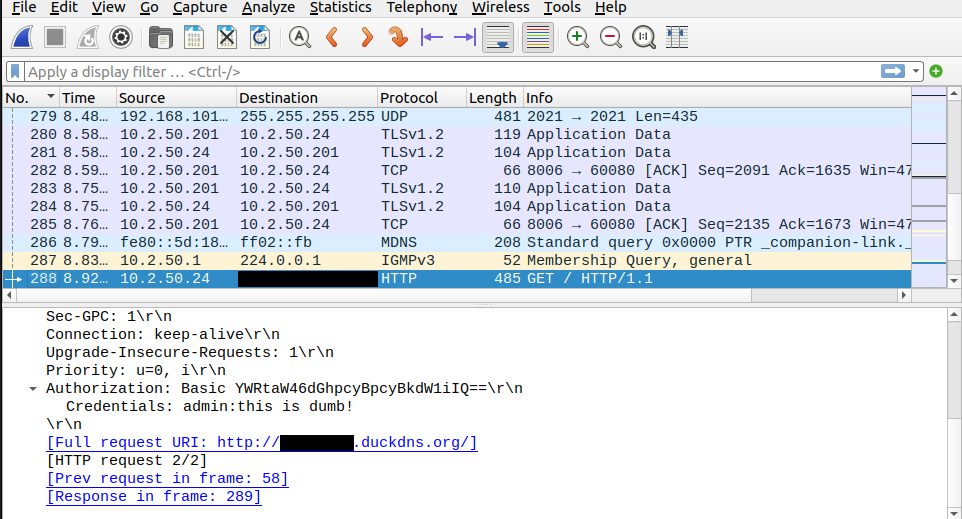 File Edit View Go Capture Analyze Statistics Telephony Wireless Tools Help
Apply a display filter … <Ctrl-/>
No. Time Source Destination Protocol Length Info
279 8.48… 192.168.101… 255.255.255.255 UDP 481 2021 → 2021 Len=435
280 8.58… 10.2.50.201 10.2.50.24 TLSv1.2 119 Application Data
281 8.58… 10.2.50.24 10.2.50.201 TLSv1.2 104 Application Data
282 8.59… 10.2.50.201 10.2.50.24 TCP 66 8006 → 60080 [ACK] Seq=2091 Ack=1635 Win=47
283 8.75… 10.2.50.201 10.2.50.24 TLSv1.2 110 Application Data
284 8.75… 10.2.50.24 10.2.50.201 TLSv1.2 104 Application Data
285 8.76… 10.2.50.201 10.2.50.24 TCP 66 8006 → 60080 [ACK] Seq=2135 Ack=1673 Win=47
286 8.79… fe80::5d:18… ff02::fb MDNS 208 Standard query 0x0000 PTR _companion-link._
287 8.83… 10.2.50.1 224.0.0.1 IGMPv3 52 Membership Query, general
288 8.92… 10.2.50.24 HTTP 485 GET / HTTP/1.1
Sec-GPC: 1\r\n
Connection: keep-alive\r\n
Upgrade-Insecure-Requests: 1\r\n
Priority: u=0, i\r\n
Authorization: Basic YWRtaW46dGhpcyBpcyBkdW1iIQ==\r\n
Credentials: admin:this is dumb!
\r\n
[Full request URI: http:// .duckdns.org/]
[HTTP request 2/2]
[Prev request in frame: 58]
[Response in frame: 289]